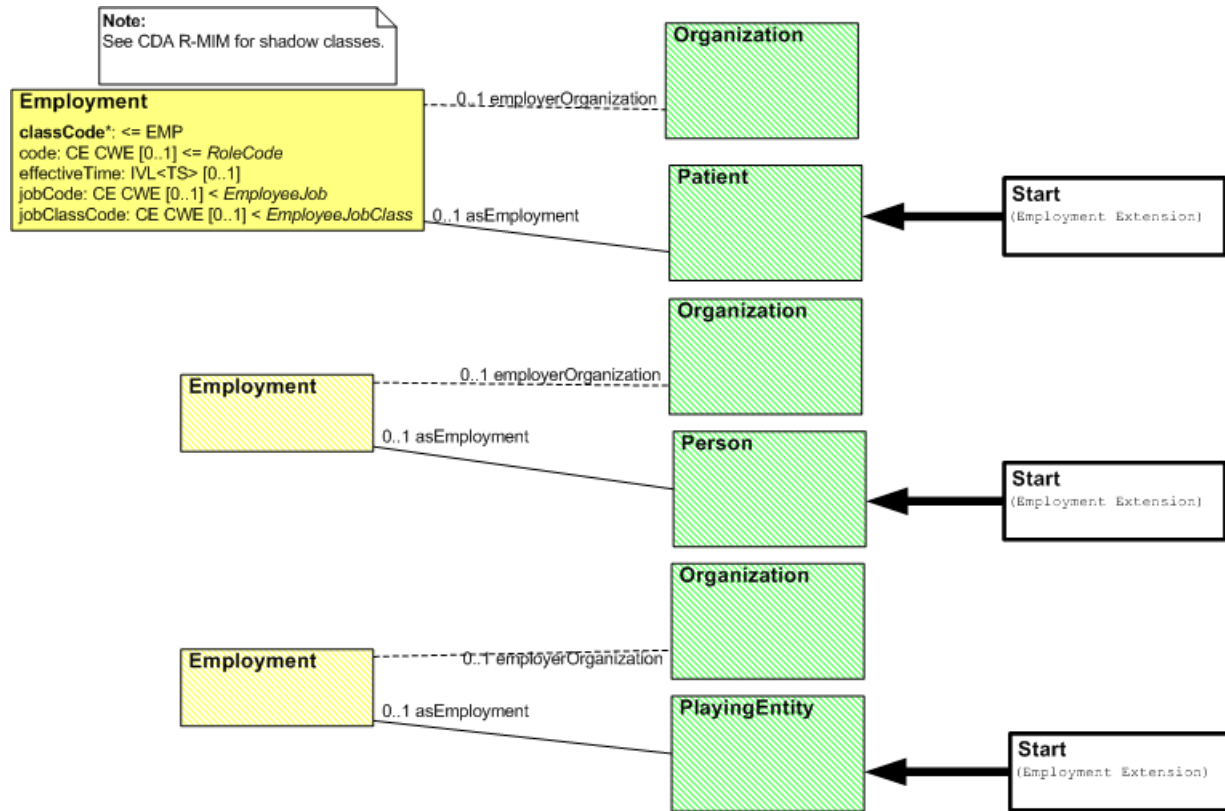 Note:
See CDA R-MIM for shadow classes.
Organization
Employment
0..1 employerOrganization
classCode*: <= EMP
code: CE CWE [0..1] <= RoleCode
effectiveTime: IVL<TS> [0..1]
jobCode: CE CWE [0..1] < EmployeeJob
jobClassCode: CE CWE [0..1] < EmployeeJobClass
Patient
0..1 asEmployment
Start
(Employment Extension)
Organization
Employment
0..1 employerOrganization
0..1 asEmployment
Person
Start
(Employment Extension)
Organization
Employment
0..1 employerOrganization
0..1 asEmployment
PlayingEntity
Start
(Employment Extension)